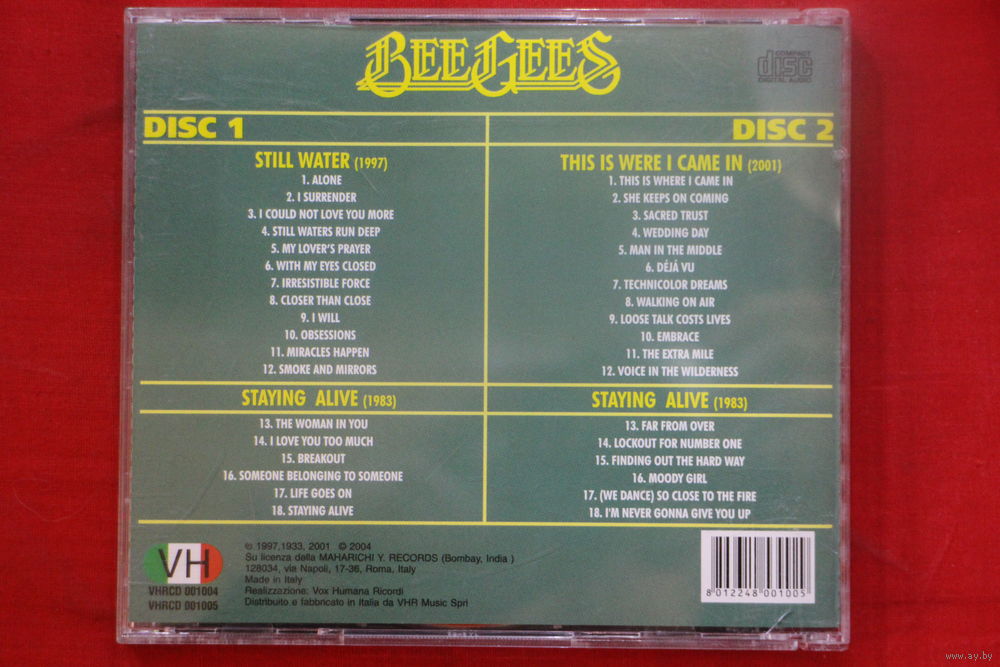 BEE GEES
COMPACT
disc
DIGITAL AUDIO
DISC 1
STILL WATER (1997)
1. ALONE
2. I SURRENDER
3. I COULD NOT LOVE YOU MORE
4. STILL WATERS RUN DEEP
5. MY LOVER'S PRAYER
6. WITH MY EYES CLOSED
7. IRRESISTIBLE FORCE
8. CLOSER THAN CLOSE
9. I WILL
10. OBSESSIONS
11. MIRACLES HAPPEN
12. SMOKE AND MIRRORS
STAYING ALIVE (1983)
13. THE WOMAN IN YOU
14. I LOVE YOU TOO MUCH
15. BREAKOUT
16. SOMEONE BELONGING TO SOMEONE
17. LIFE GOES ON
18. STAYING ALIVE
DISC 2
THIS IS WERE I CAME IN (2001)
1. THIS IS WHERE I CAME IN
2. SHE KEEPS ON COMING
3. SACRED TRUST
4. WEDDING DAY
5. MAN IN THE MIDDLE
6. DÉJÁ VU
7. TECHNICOLOR DREAMS
8. WALKING ON AIR
9. LOOSE TALK COSTS LIVES
10. EMBRACE
11. THE EXTRA MILE
12. VOICE IN THE WILDERNESS
STAYING ALIVE (1983)
13. FAR FROM OVER
14. LOCKOUT FOR NUMBER ONE
15. FINDING OUT THE HARD WAY
16. MOODY GIRL
17. (WE DANCE) SO CLOSE TO THE FIRE
18. I'M NEVER GONNA GIVE YOU UP
VH
VHRCD 001004
VHRCD 001005
℗ 1997,1933, 2001 © 2004
Su licenza della MAHARICHI Y. RECORDS (Bombay, India )
128034, via Napoli, 17-36, Roma, Italy
Made in Italy
Realizzazione: Vox Humana Ricordi
Distribuito e fabbricato in Italia da VHR Music Spri
8 012248 001005
www.ay.by